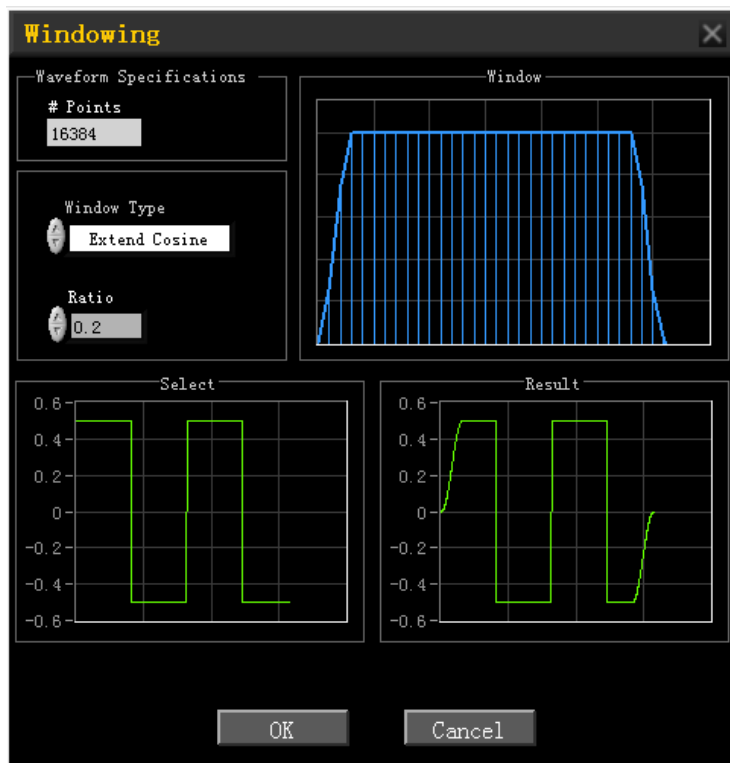 Windowing
Waveform Specifications
# Points
16384
Window Type
Extend Cosine
Ratio
0.2
Window
Select
0.6
0.4
0.2
0
-0.2
-0.4
-0.6
Result
0.6
0.4
0.2
0
-0.2
-0.4
-0.6
OK
Cancel